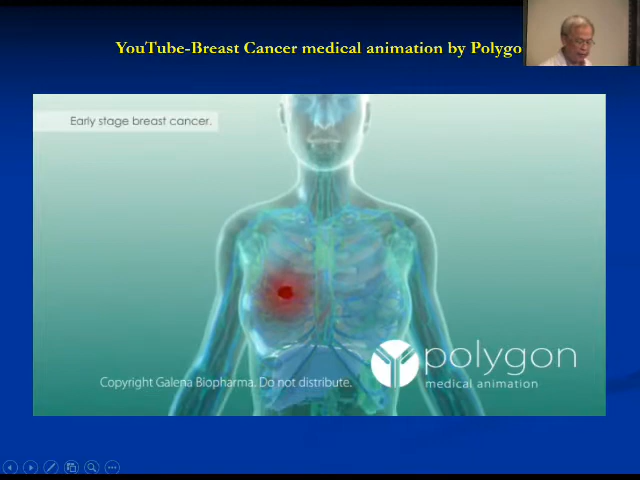 YouTube-Breast Cancer medical animation by Polygo
Early stage breast cancer.
polygon
medical animation
Copyright Galena Biopharma. Do not distribute.